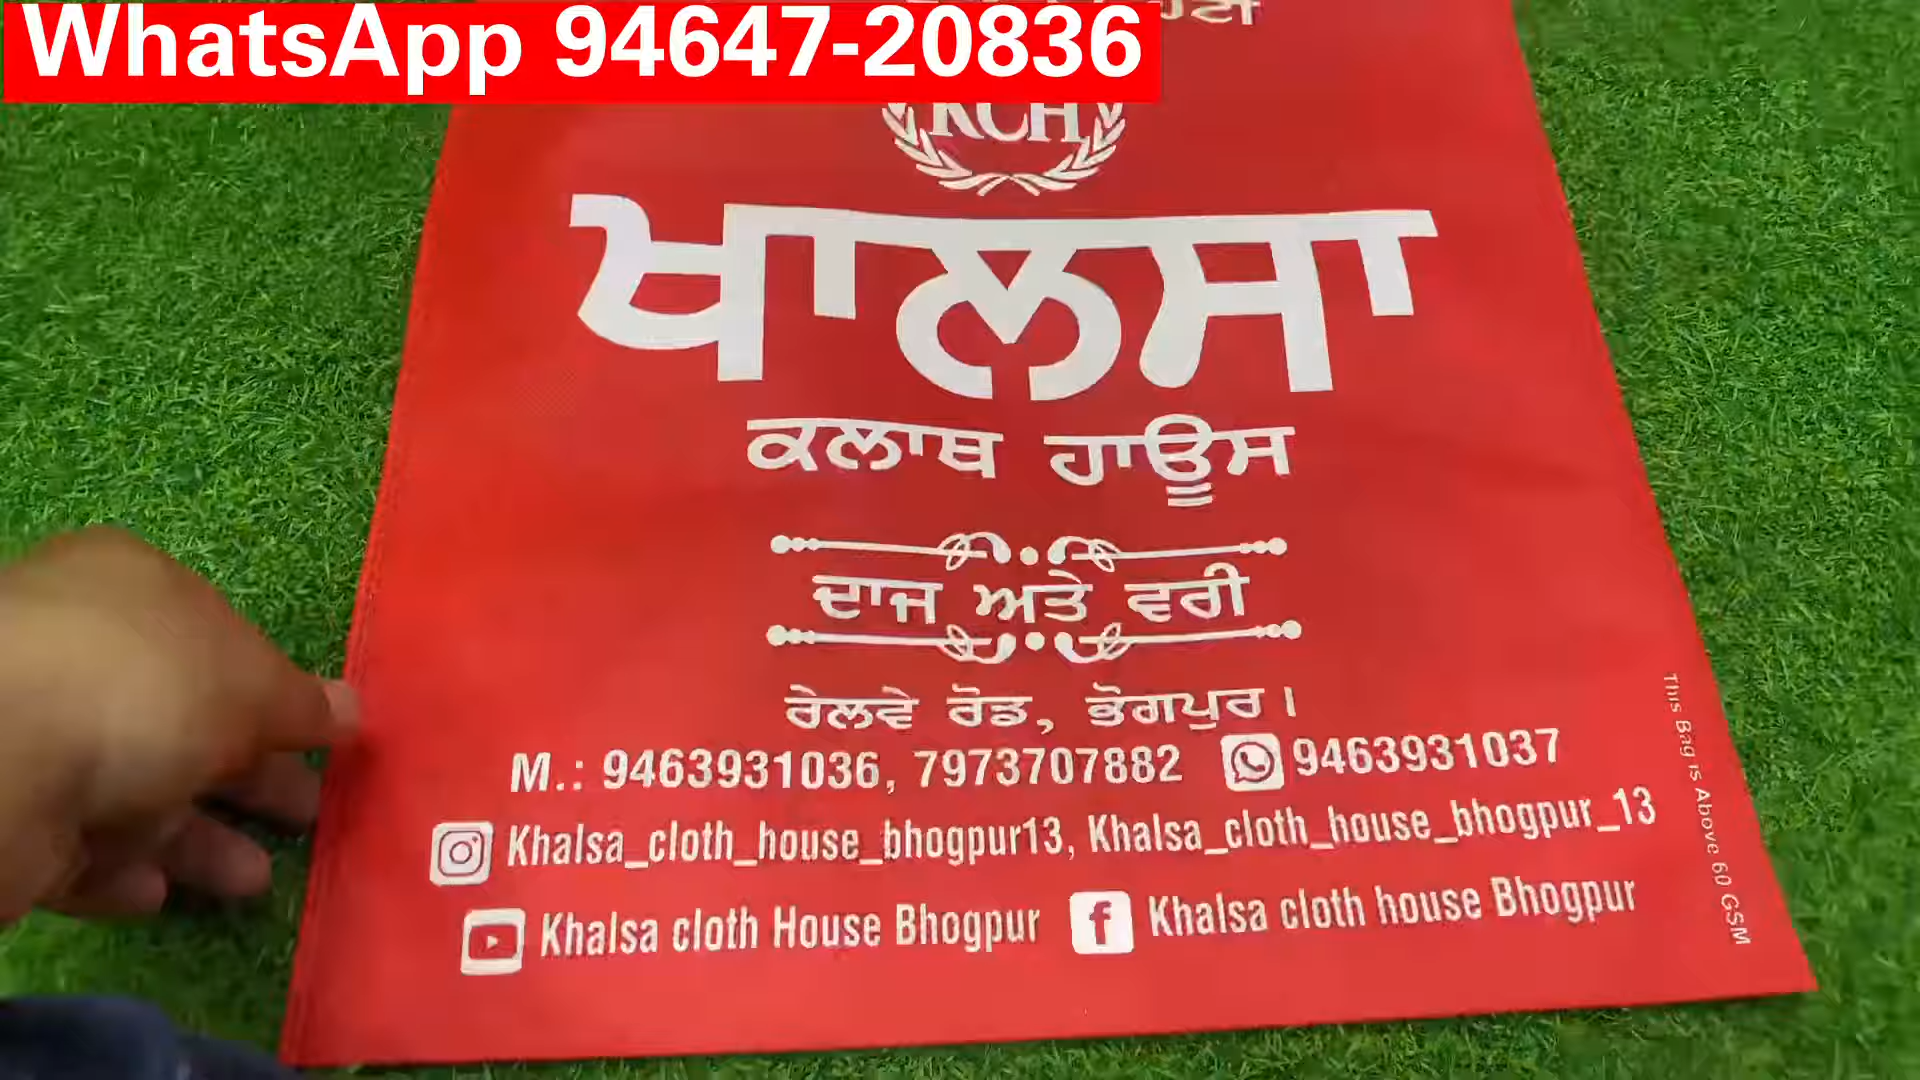 WhatsApp 94647-20836
KCH
ਖਾਲਸਾ
ਕਲਾਥ ਹਾਊਸ
ਦਾਜ ਅਤੇ ਵਰੀ
ਰੇਲਵੇ ਰੋਡ, ਭੋਗਪੁਰ।
M.: 9463931036, 7973707882 9463931037
Khalsa_cloth_house_bhogpur13, Khalsa_cloth_house_bhogpur_13
Khalsa cloth House Bhogpur Khalsa cloth house Bhogpur
This Bag is Above 60 GSM